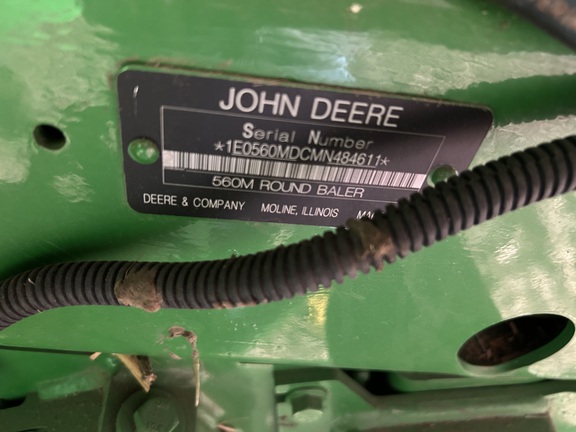 JOHN DEERE
Serial Number
*1E0560MDCMN484611*
560M ROUND BALER
DEERE & COMPANY MOLINE, ILLINOIS